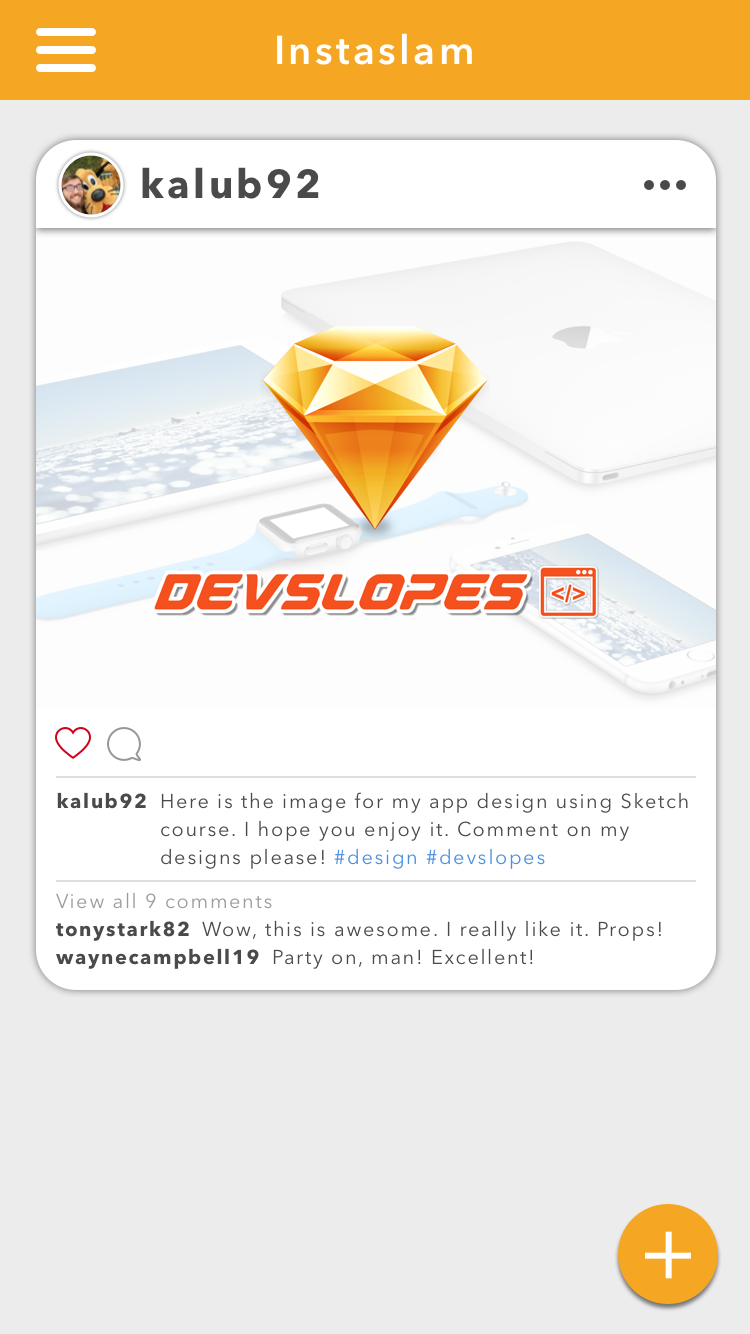 Instaslam
kalub92
DEVSLOPES </>
kalub92 Here is the image for my app design using Sketch
course. I hope you enjoy it. Comment on my
designs please! #design #devslopes
View all 9 comments
tonystark82 Wow, this is awesome. I really like it. Props!
waynecampbell19 Party on, man! Excellent!